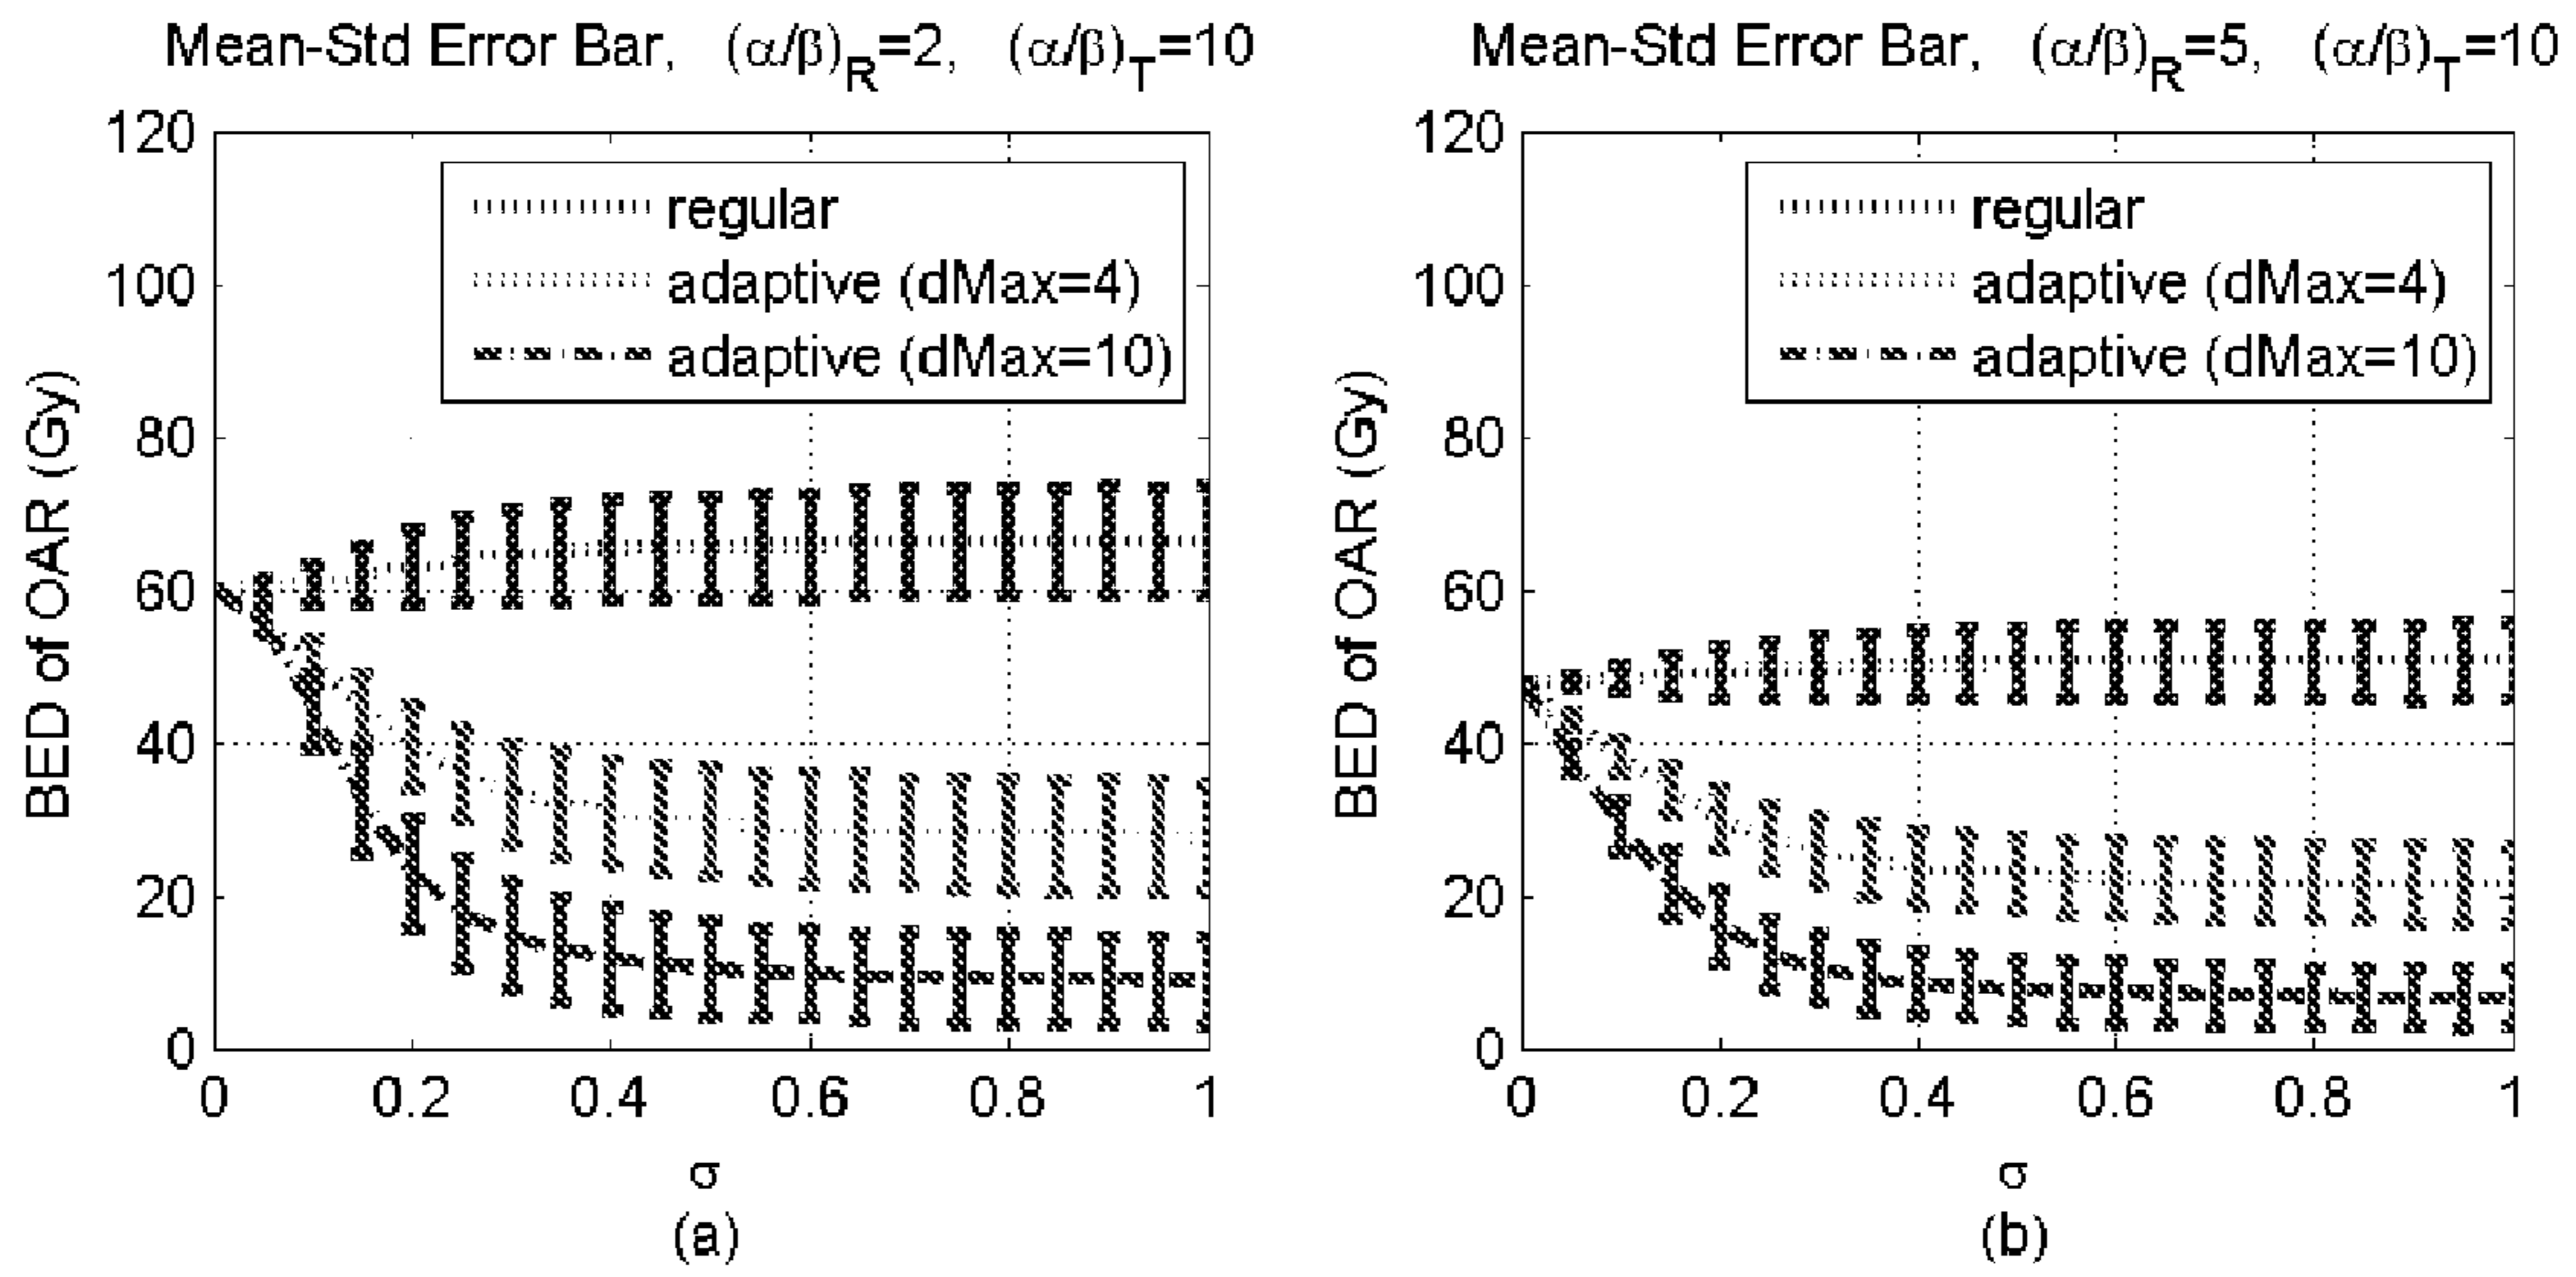 Mean-Std Error Bar, (α/β)R=2, (α/β)T=10
120
100
80
60
40
20
0
BED of OAR (Gy)
regular
adaptive (dMax=4)
adaptive (dMax=10)
0 0.2 0.4 0.6 0.8 1
σ
(a)
Mean-Std Error Bar, (α/β)R=5, (α/β)T=10
120
100
80
60
40
20
0
BED of OAR (Gy)
regular
adaptive (dMax=4)
adaptive (dMax=10)
0 0.2 0.4 0.6 0.8 1
σ
(b)